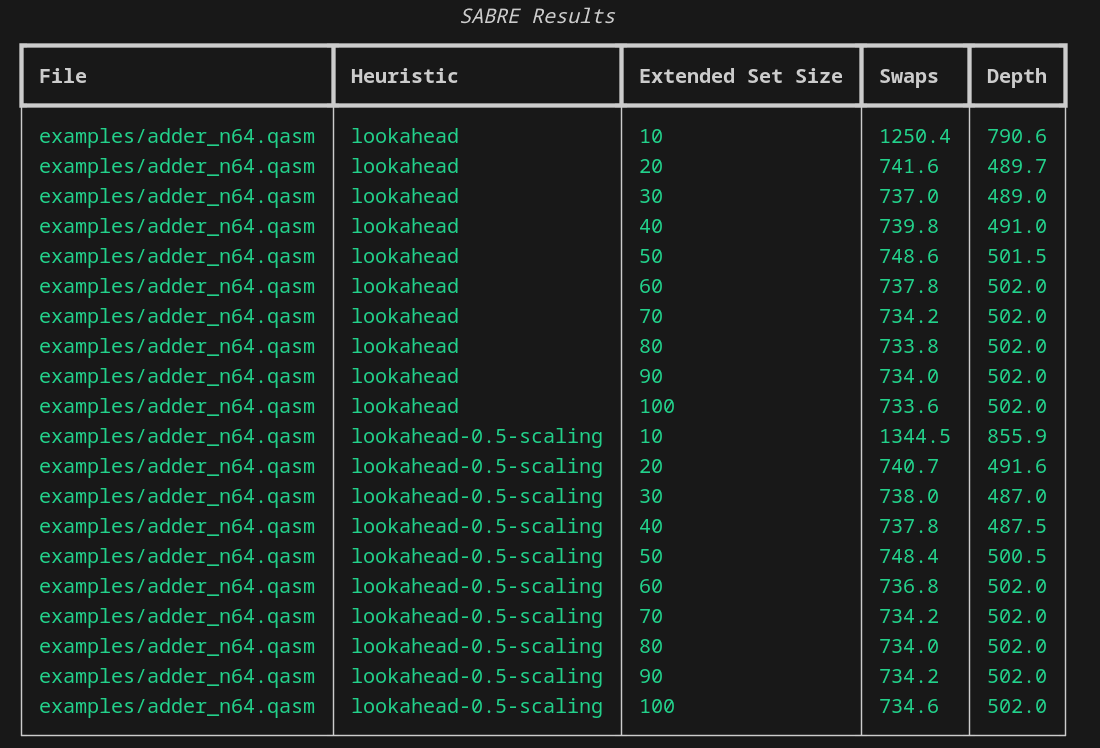 SABRE Results
File Heuristic Extended Set Size Swaps Depth
examples/adder_n64.qasm lookahead 10 1250.4 790.6
examples/adder_n64.qasm lookahead 20 741.6 489.7
examples/adder_n64.qasm lookahead 30 737.0 489.0
examples/adder_n64.qasm lookahead 40 739.8 491.0
examples/adder_n64.qasm lookahead 50 748.6 501.5
examples/adder_n64.qasm lookahead 60 737.8 502.0
examples/adder_n64.qasm lookahead 70 734.2 502.0
examples/adder_n64.qasm lookahead 80 733.8 502.0
examples/adder_n64.qasm lookahead 90 734.0 502.0
examples/adder_n64.qasm lookahead 100 733.6 502.0
examples/adder_n64.qasm lookahead-0.5-scaling 10 1344.5 855.9
examples/adder_n64.qasm lookahead-0.5-scaling 20 740.7 491.6
examples/adder_n64.qasm lookahead-0.5-scaling 30 738.0 487.0
examples/adder_n64.qasm lookahead-0.5-scaling 40 737.8 487.5
examples/adder_n64.qasm lookahead-0.5-scaling 50 748.4 500.5
examples/adder_n64.qasm lookahead-0.5-scaling 60 736.8 502.0
examples/adder_n64.qasm lookahead-0.5-scaling 70 734.2 502.0
examples/adder_n64.qasm lookahead-0.5-scaling 80 734.0 502.0
examples/adder_n64.qasm lookahead-0.5-scaling 90 734.2 502.0
examples/adder_n64.qasm lookahead-0.5-scaling 100 734.6 502.0